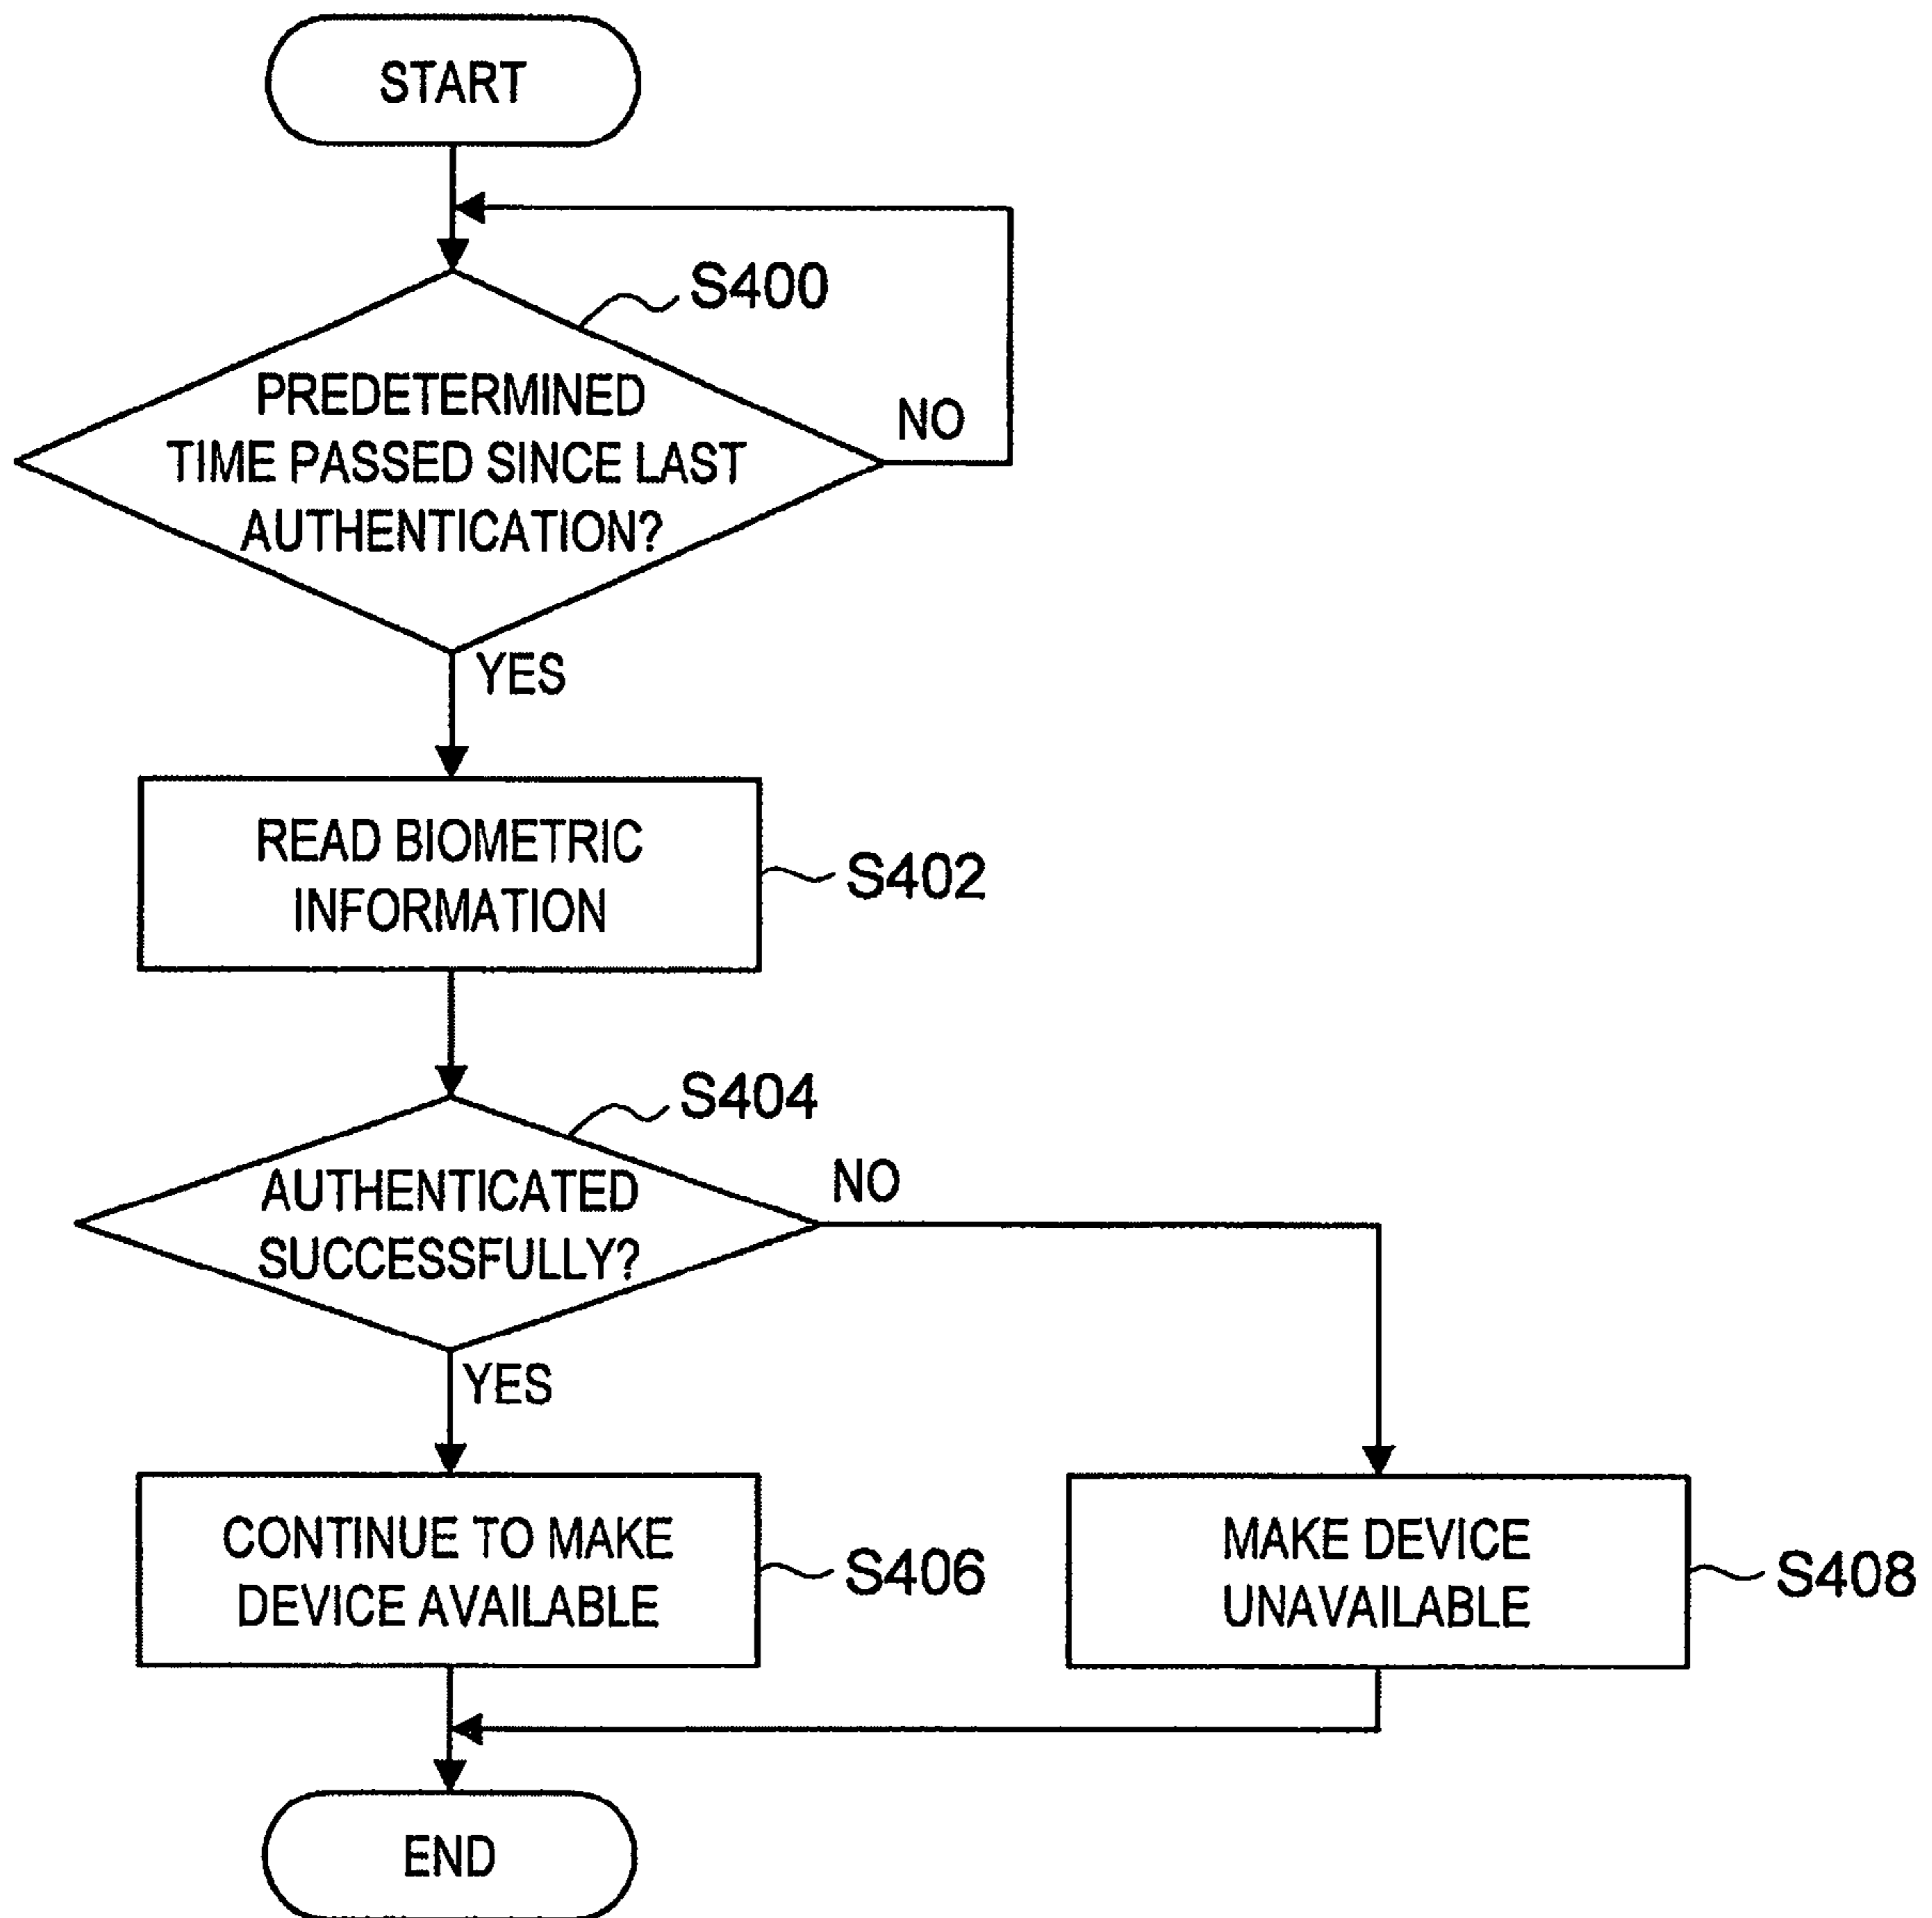 START
S400
PREDETERMINED
TIME PASSED SINCE LAST
AUTHENTICATION?
NO
YES
READ BIOMETRIC
INFORMATION
S402
S404
AUTHENTICATED
SUCCESSFULLY?
NO
YES
CONTINUE TO MAKE
DEVICE AVAILABLE
S406
MAKE DEVICE
UNAVAILABLE
S408
END